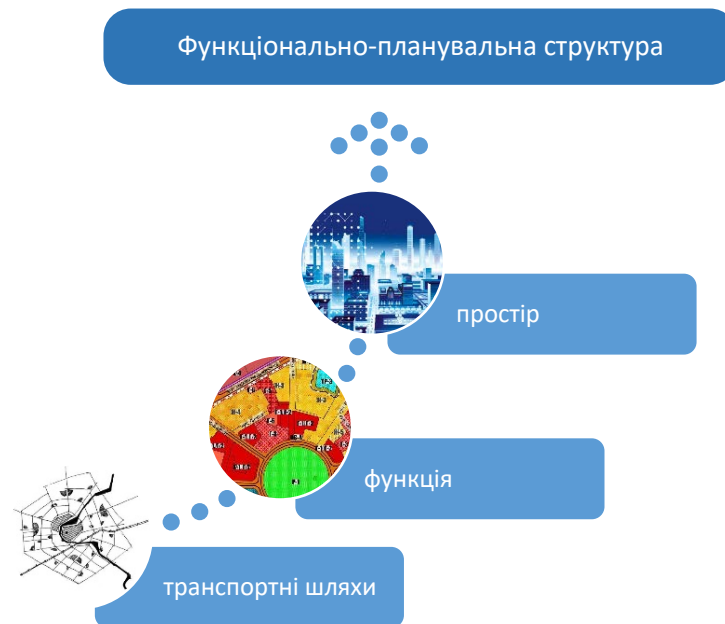 Функціонально-планувальна структура
простір
функція
транспортні шляхи